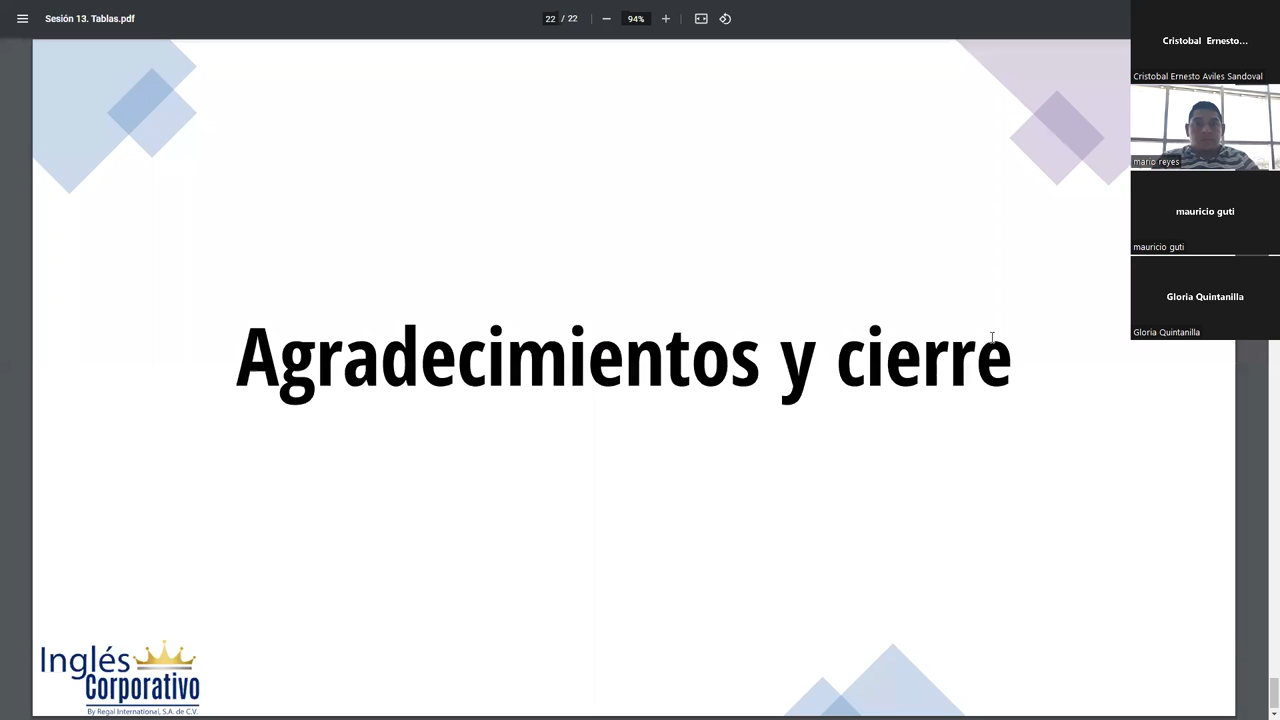 Sesión 13. Tablas.pdf
22 / 22
94%
Cristobal Ernesto...
Cristobal Ernesto Aviles Sandoval
mario reyes
mauricio guti
mauricio guti
Gloria Quintanilla
Gloria Quintanilla
Agradecimientos y cierre
Inglés
Corporativo
By Regal International, S.A. de C.V.